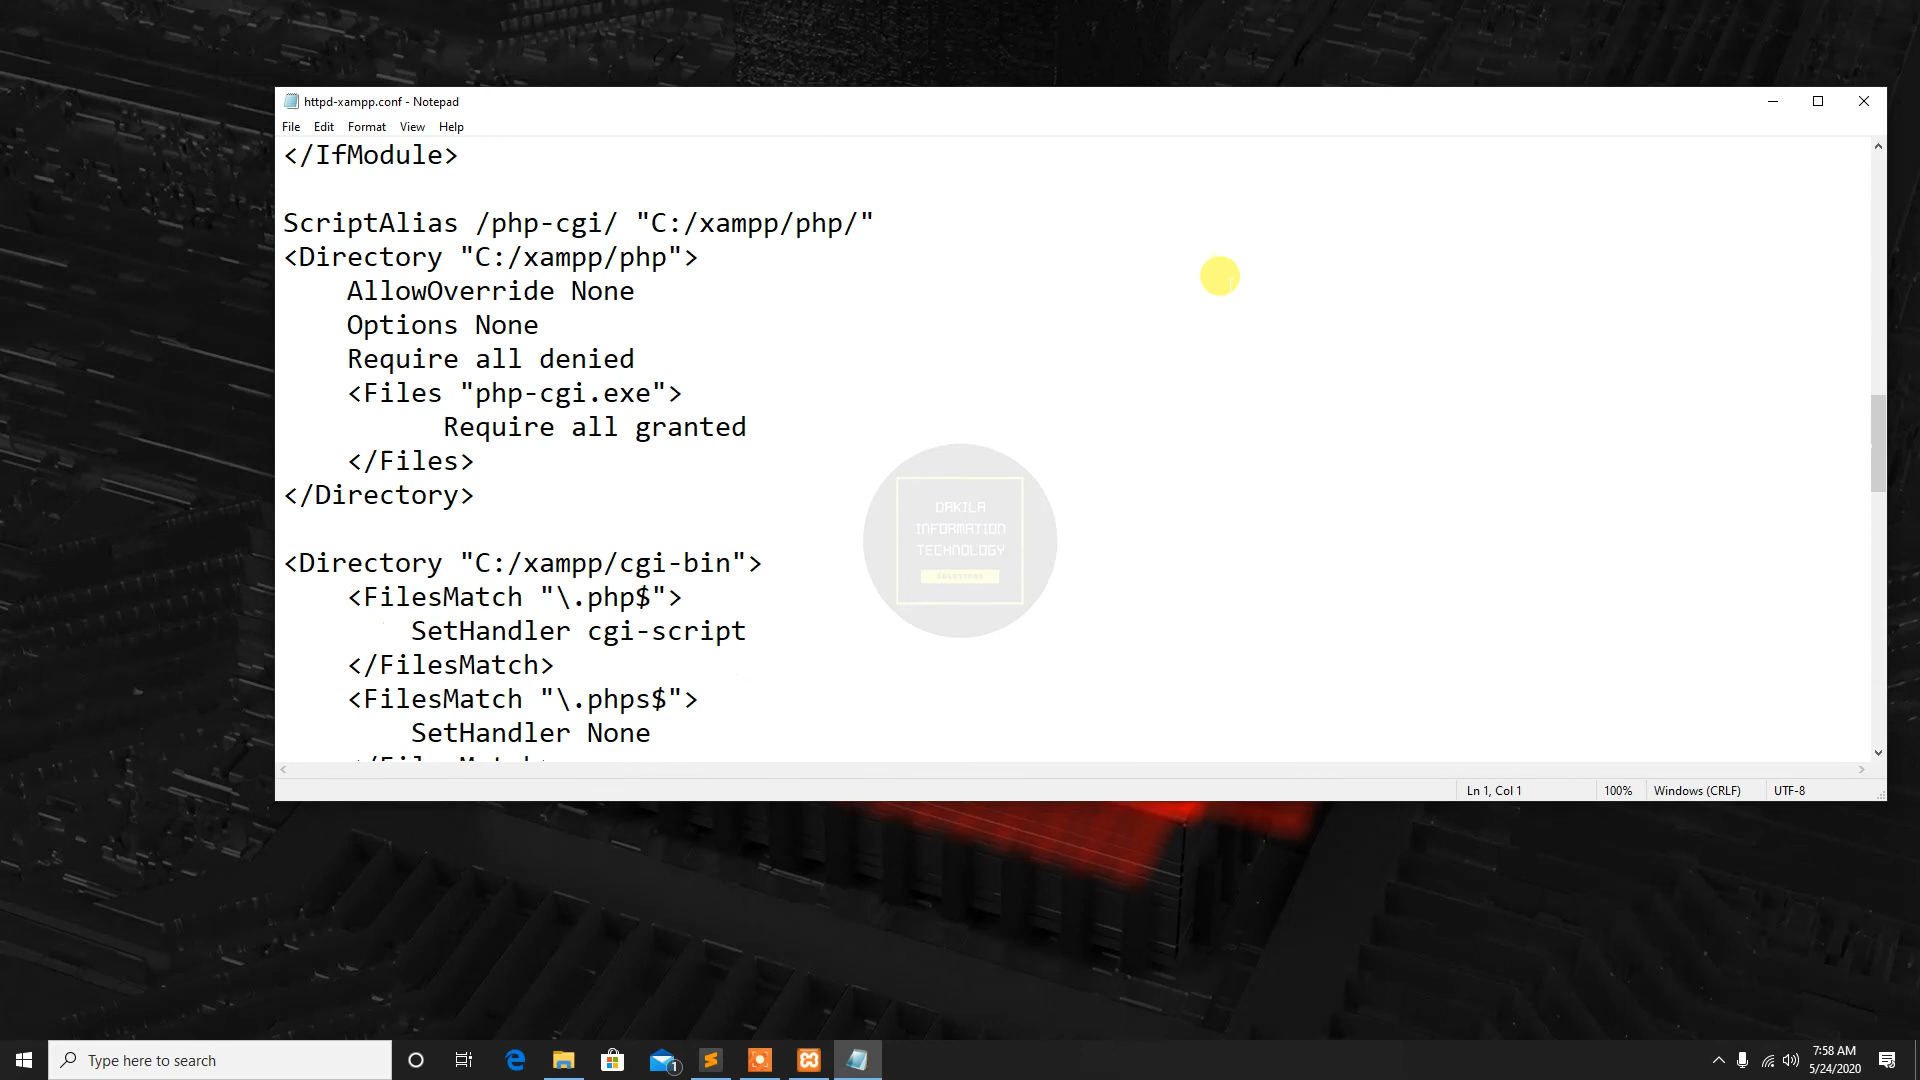 httpd-xampp.conf - Notepad
File Edit Format View Help
</IfModule>
ScriptAlias /php-cgi/ "C:/xampp/php/"
<Directory "C:/xampp/php">
AllowOverride None
Options None
Require all denied
<Files "php-cgi.exe">
Require all granted
</Files>
</Directory>
<Directory "C:/xampp/cgi-bin">
<FilesMatch "\.php$">
SetHandler cgi-script
</FilesMatch>
<FilesMatch "\.phps$">
SetHandler None
</FilesMatch>
DAKILA
INFORMATION
TECHNOLOGY
Ln 1, Col 1 100% Windows (CRLF) UTF-8
Type here to search
1
7:58 AM
5/24/2020